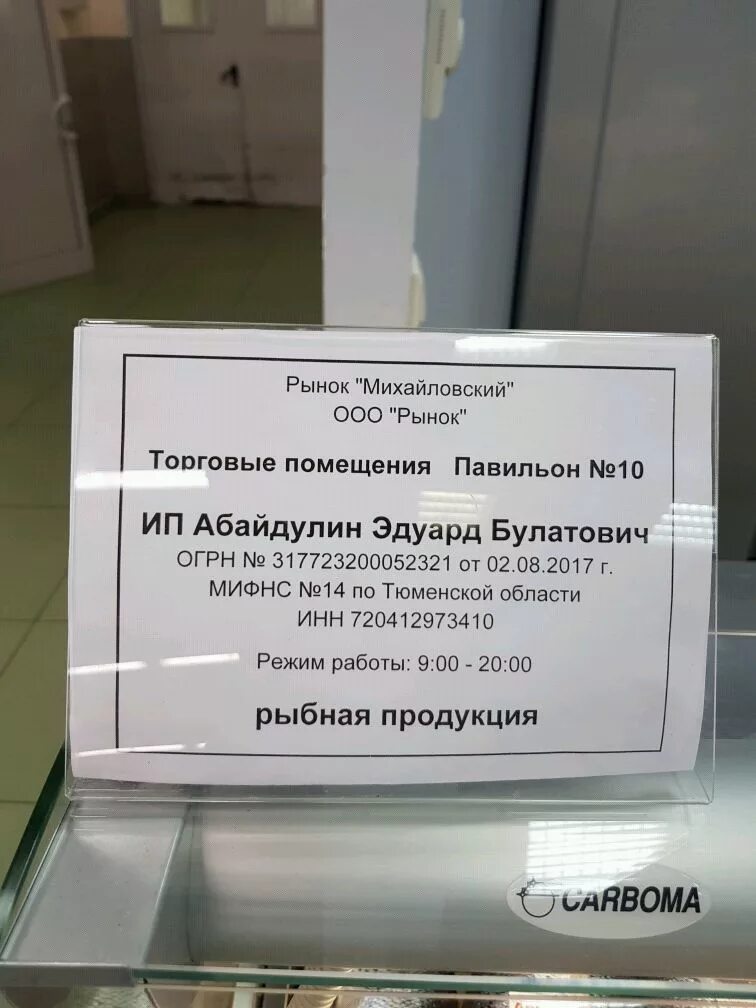 Рынок "Михайловский"
ООО "Рынок"
Торговые помещения Павильон №10
ИП Абайдулин Эдуард Булатович
ОГРН № 317723200052321 от 02.08.2017 г.
МИФНС №14 по Тюменской области
ИНН 720412973410
Режим работы: 9:00 - 20:00
рыбная продукция
CARBOMA